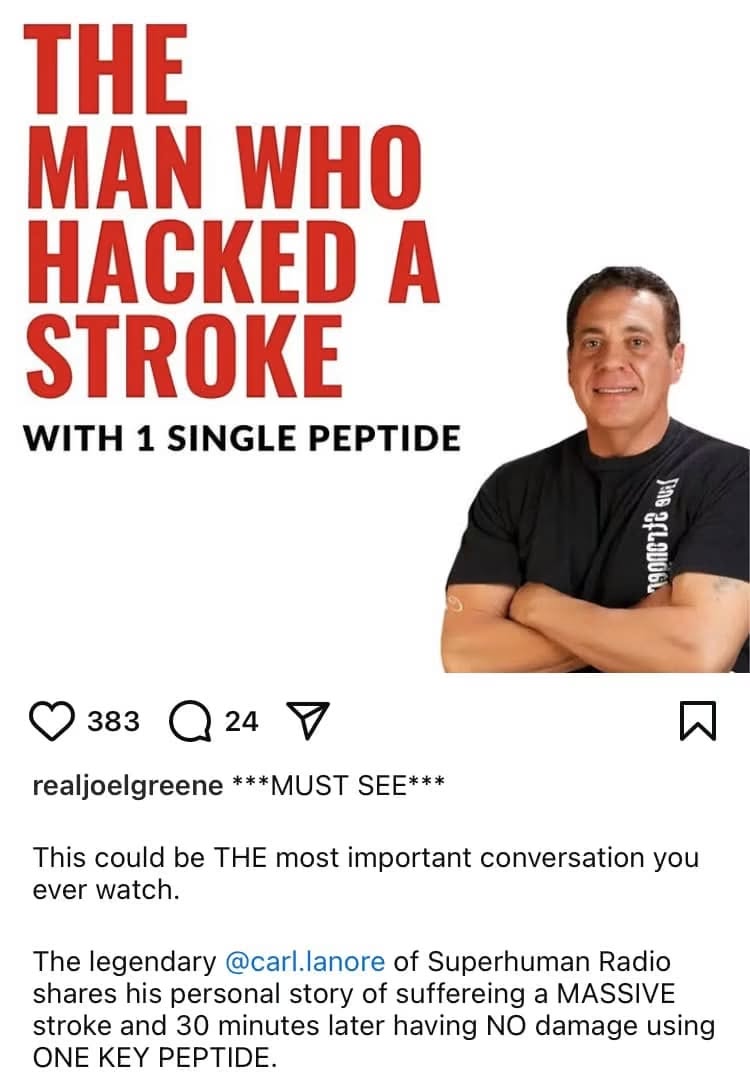 THE
MAN WHO
HACKED A
STROKE
WITH 1 SINGLE PEPTIDE
live stronger
383 24
realjoelgreene ***MUST SEE***
This could be THE most important conversation you
ever watch.
The legendary @carl.lanore of Superhuman Radio
shares his personal story of suffereing a MASSIVE
stroke and 30 minutes later having NO damage using
ONE KEY PEPTIDE.